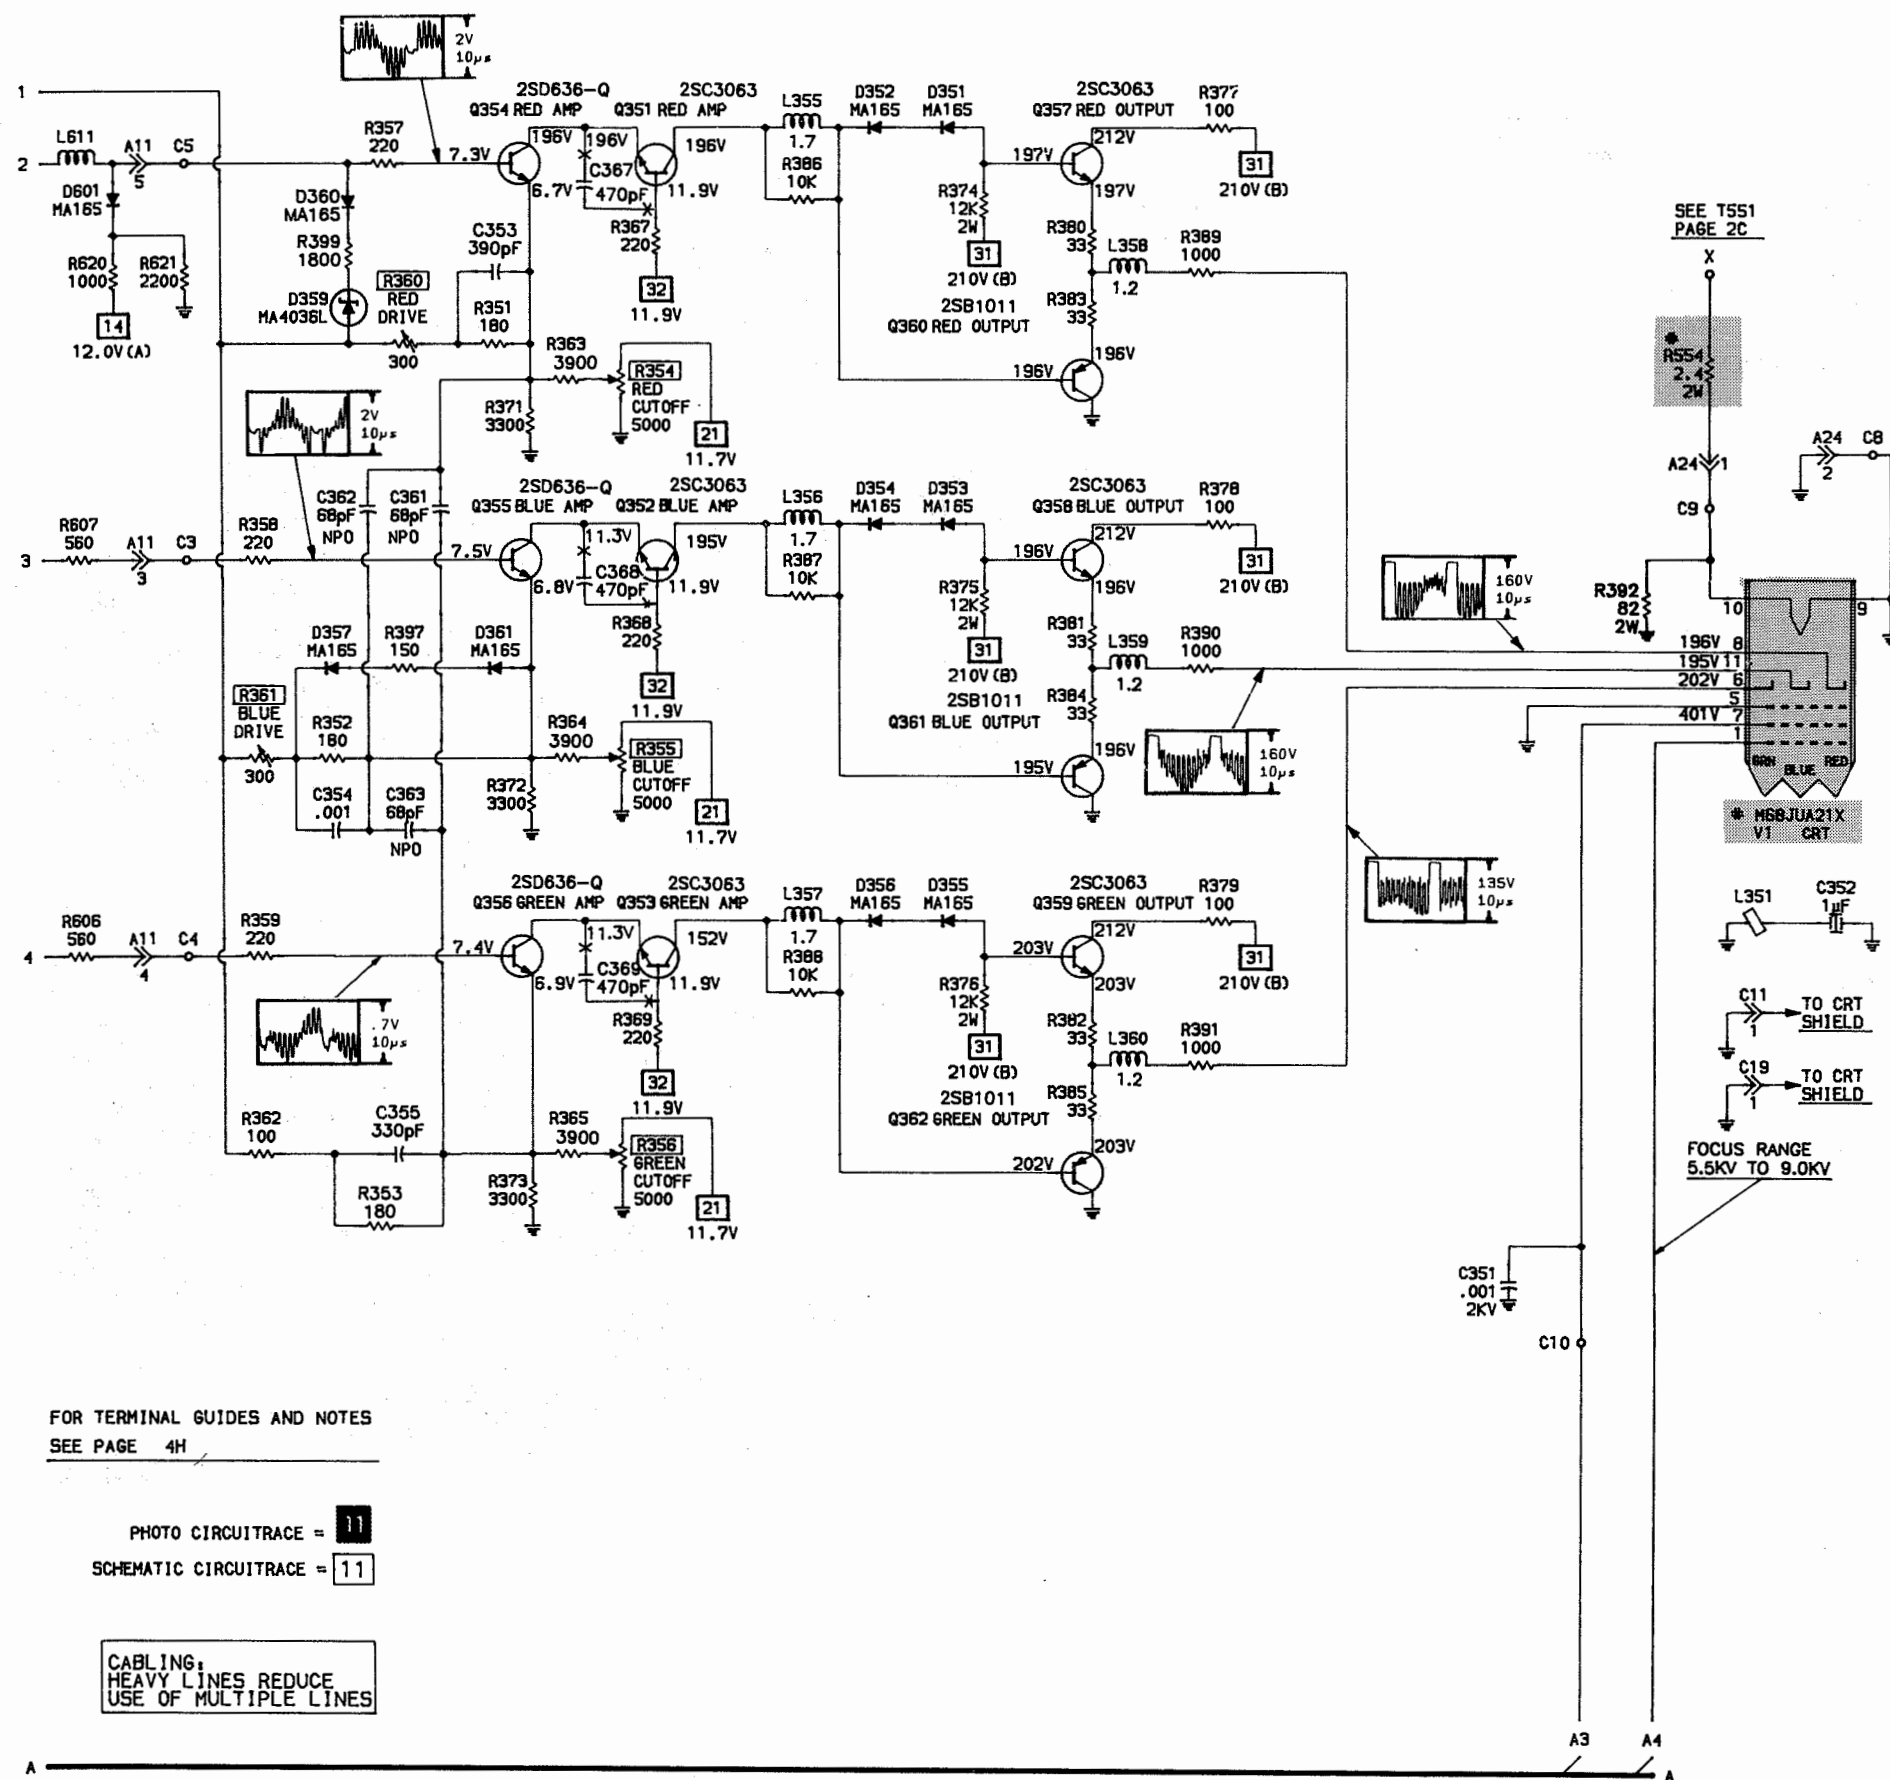 2V
10µs
1
2SD636-Q
Q354 RED AMP
2SC3063
Q351 RED AMP
L355
1.7
D352
MA165
D351
MA165
2SC3063
Q357 RED OUTPUT
R377
100
L611
2
A11
5
C5
R357
220
7.3V
196V
196V
C367
470pF
6.7V
196V
11.9V
R386
10K
197V
212V
197V
31
210V(B)
D601
MA165
D360
MA165
R399
1800
C353
390pF
R367
220
R374
12K
2W
R380
33
L358
1.2
R389
1000
SEE T551
PAGE 2C
X
R620
1000
R621
2200
14
12.0V(A)
D359
MA4036L
R360
RED
DRIVE
300
R351
180
32
11.9V
31
210V(B)
2SB1011
Q360 RED OUTPUT
R383
33
196V
196V
R363
3900
R354
RED
CUTOFF
5000
21
11.7V
R371
3300
* R554
2.4
2W
2V
10µs
A24
1
C9
A24
2
C8
C362
68pF
NPO
C361
68pF
NPO
2SD636-Q
Q355 BLUE AMP
2SC3063
Q352 BLUE AMP
L356
1.7
D354
MA165
D353
MA165
2SC3063
Q358 BLUE OUTPUT
R378
100
R607
560
3
A11
3
C3
R358
220
7.5V
11.3V
C368
470pF
6.8V
195V
11.9V
R387
10K
196V
212V
196V
31
210V(B)
R368
220
R375
12K
2W
R381
33
L359
1.2
R390
1000
160V
10µs
R392
82
2W
10
9
196V 8
195V 11
202V 6
5
401V 7
1
GRN BLUE RED
* M68JUA21X
V1 CRT
D357
MA165
R397
150
D361
MA165
32
11.9V
31
210V(B)
2SB1011
Q361 BLUE OUTPUT
R384
33
R361
BLUE
DRIVE
300
R352
180
R364
3900
R355
BLUE
CUTOFF
5000
21
11.7V
195V
196V
160V
10µs
C354
.001
C363
68pF
NPO
R372
3300
135V
10µs
2SD636-Q
Q356 GREEN AMP
2SC3063
Q353 GREEN AMP
L357
1.7
D356
MA165
D355
MA165
2SC3063
Q359 GREEN OUTPUT
R379
100
L351
C352
1µF
R606
560
4
A11
4
C4
R359
220
7.4V
11.3V
C369
470pF
6.9V
152V
11.9V
R388
10K
203V
212V
203V
31
210V(B)
.7V
10µs
R369
220
R376
12K
2W
R382
33
L360
1.2
R391
1000
C11
1
TO CRT
SHIELD
C19
1
TO CRT
SHIELD
32
11.9V
31
210V(B)
2SB1011
Q362 GREEN OUTPUT
R385
33
R362
100
C355
330pF
R365
3900
R356
GREEN
CUTOFF
5000
21
11.7V
202V
203V
FOCUS RANGE
5.5KV TO 9.0KV
R353
180
R373
3300
C351
.001
2KV
C10
FOR TERMINAL GUIDES AND NOTES
SEE PAGE 4H
PHOTO CIRCUITRACE = 11
SCHEMATIC CIRCUITRACE = 11
CABLING:
HEAVY LINES REDUCE
USE OF MULTIPLE LINES
A3
A4
A
A